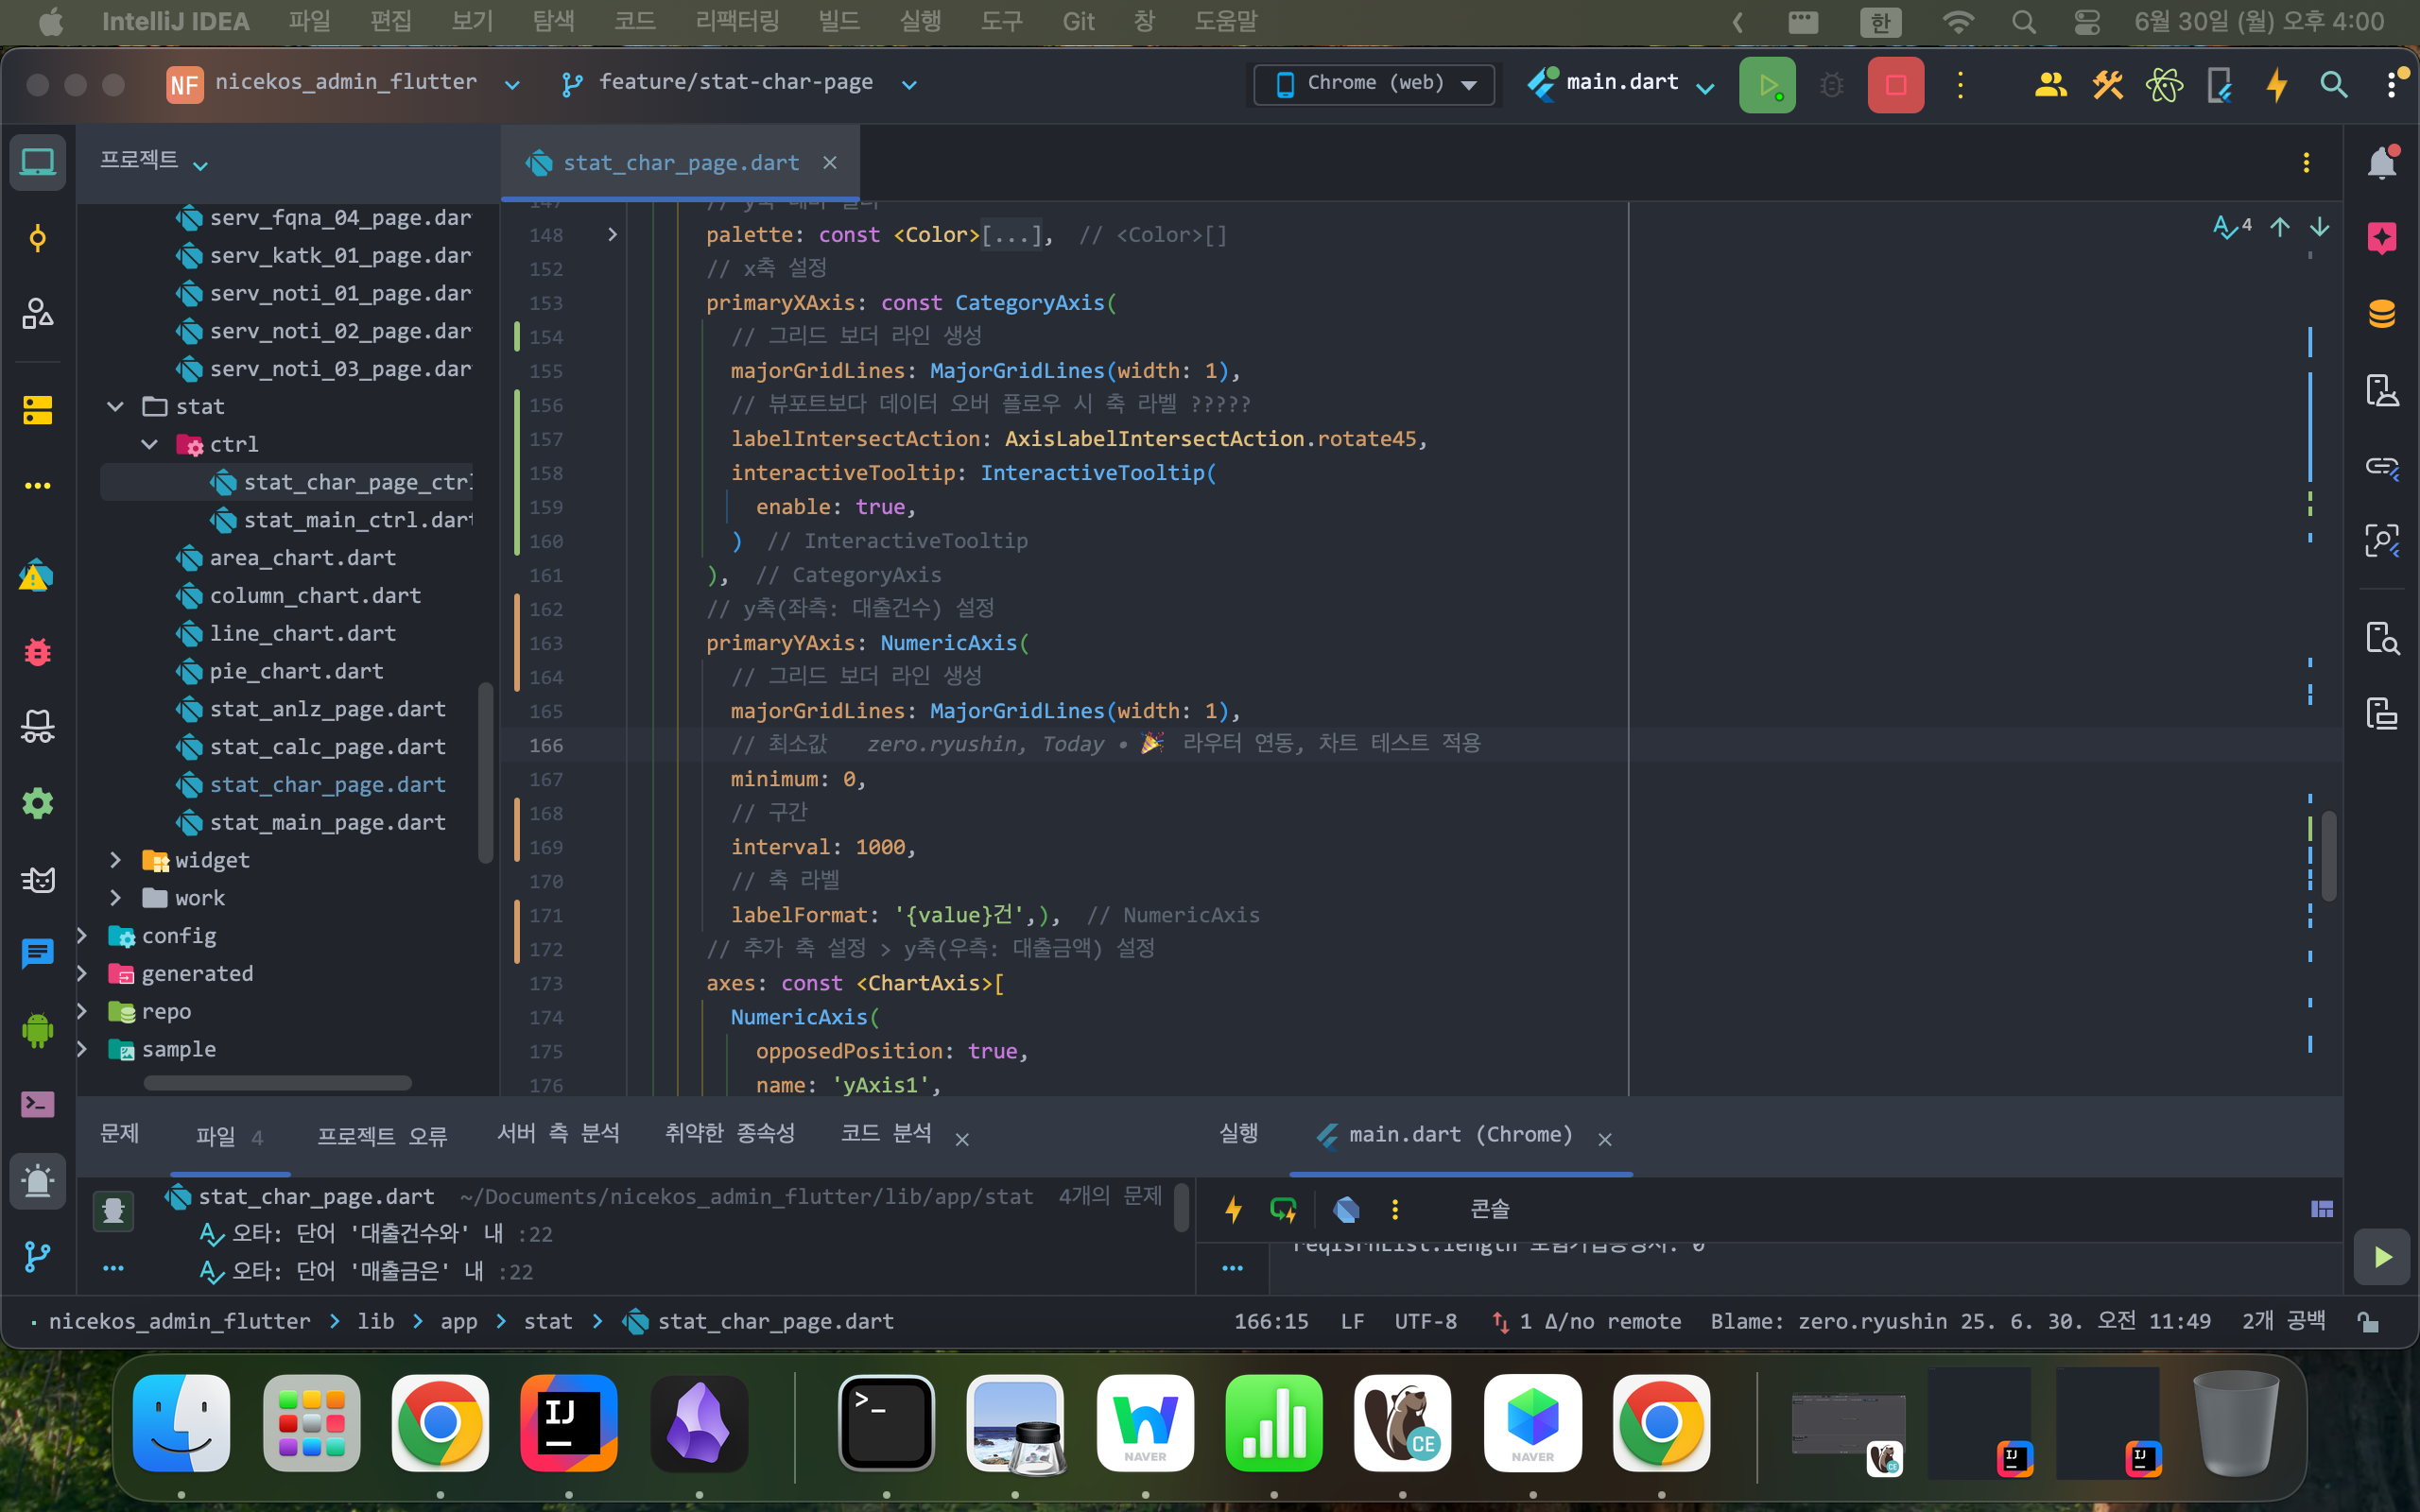 IntelliJ IDEA 파일 편집 보기 탐색 코드 리팩터링 빌드 실행 도구 Git 창 도움말 한 6월 30일 (월) 오후 4:00
NF nicekos_admin_flutter feature/stat-char-page Chrome (web) main.dart
프로젝트
stat_char_page.dart
serv_fqna_04_page.dar
serv_katk_01_page.dar
serv_noti_01_page.dar
serv_noti_02_page.dar
serv_noti_03_page.dar
stat
ctrl
stat_char_page_ctrl
stat_main_ctrl.dart
area_chart.dart
column_chart.dart
line_chart.dart
pie_chart.dart
stat_anlz_page.dart
stat_calc_page.dart
stat_char_page.dart
stat_main_page.dart
widget
work
config
generated
repo
sample
4
147
148 palette: const <Color>[...], // <Color>[]
152 // x축 설정
153 primaryXAxis: const CategoryAxis(
154 // 그리드 보더 라인 생성
155 majorGridLines: MajorGridLines(width: 1),
156 // 뷰포트보다 데이터 오버 플로우 시 축 라벨 ?????
157 labelIntersectAction: AxisLabelIntersectAction.rotate45,
158 interactiveTooltip: InteractiveTooltip(
159 enable: true,
160 ) // InteractiveTooltip
161 ), // CategoryAxis
162 // y축(좌측: 대출건수) 설정
163 primaryYAxis: NumericAxis(
164 // 그리드 보더 라인 생성
165 majorGridLines: MajorGridLines(width: 1),
166 // 최소값 zero.ryushin, Today • 🎉 라우터 연동, 차트 테스트 적용
167 minimum: 0,
168 // 구간
169 interval: 1000,
170 // 축 라벨
171 labelFormat: '{value}건',), // NumericAxis
172 // 추가 축 설정 > y축(우측: 대출금액) 설정
173 axes: const <ChartAxis>[
174 NumericAxis(
175 opposedPosition: true,
176 name: 'yAxis1',
문제 파일 4 프로젝트 오류 서버 측 분석 취약한 종속성 코드 분석
stat_char_page.dart ~/Documents/nicekos_admin_flutter/lib/app/stat 4개의 문제
오타: 단어 '대출건수와' 내 :22
오타: 단어 '매출금은' 내 :22
실행 main.dart (Chrome)
콘솔
nicekos_admin_flutter > lib > app > stat > stat_char_page.dart 166:15 LF UTF-8 1 Δ/no remote Blame: zero.ryushin 25. 6. 30. 오전 11:49 2개 공백
IJ
>_
NAVER
CE
NAVER
IJ
IJ